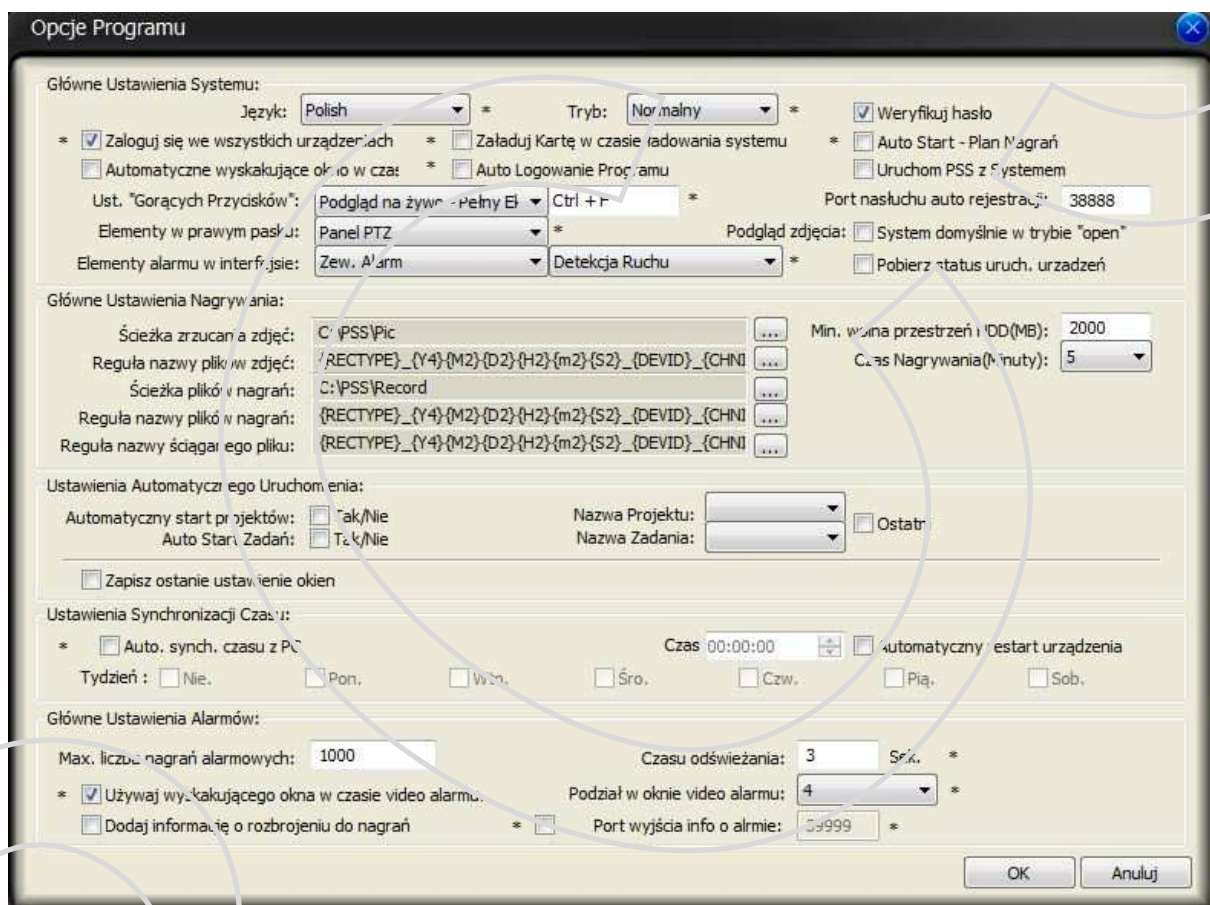 Opcje Programu
Główne Ustawienia Systemu:
Język: Polish * Tryb: Normalny * Weryfikuj hasło
* Zaloguj się we wszystkich urządzeniach * Załaduj Kartę w czasie ładowania systemu * Auto Start - Plan Nagrań
Automatyczne wyskakujące okno w czas * Auto Logowanie Programu Uruchom PSS z Systemem
Ust. "Gorących Przycisków": Podgląd na żywo - Pełny Ek Ctrl + F * Port nasłuchu auto rejestracji: 38888
Elementy w prawym pasku: Panel PTZ * Podgląd zdjęcia: System domyślnie w trybie "open"
Elementy alarmu w interfejsie: Zew. Alarm Detekcja Ruchu * Pobierz status uruch. urzadzeń
Główne Ustawienia Nagrywania:
Ścieżka zrzucania zdjęć: C:\PSS\Pic ... Min. wolna przestrzeń HDD(MB): 2000
Reguła nazwy plików zdjęć: {RECTYPE}_{Y4}{M2}{D2}{H2}{m2}{S2}_{DEVID}_{CHNI ... Czas Nagrywania(Minuty): 5
Ścieżka plików nagrań: C:\PSS\Record ...
Reguła nazwy plików nagrań: {RECTYPE}_{Y4}{M2}{D2}{H2}{m2}{S2}_{DEVID}_{CHNI ...
Reguła nazwy ściąganego pliku: {RECTYPE}_{Y4}{M2}{D2}{H2}{m2}{S2}_{DEVID}_{CHNI ...
Ustawienia Automatycznego Uruchomienia:
Automatyczny start projektów: Tak/Nie Nazwa Projektu: Ostatni
Auto Start Zadań: Tak/Nie Nazwa Zadania:
Zapisz ostanie ustawienie okien
Ustawienia Synchronizacji Czasu:
* Auto. synch. czasu z PC Czas 00:00:00 Automatyczny restart urządzenia
Tydzień : Nie. Pon. Wto. Śro. Czw. Pią. Sob.
Główne Ustawienia Alarmów:
Max. liczba nagrań alarmowych: 1000 Czasu odświeżania: 3 Sek. *
* Używaj wyskakującego okna w czasie video alarmu. Podział w oknie video alarmu: 4 *
Dodaj informację o rozbrojeniu do nagrań * Port wyjścia info o alrmie: 39999 *
OK Anuluj